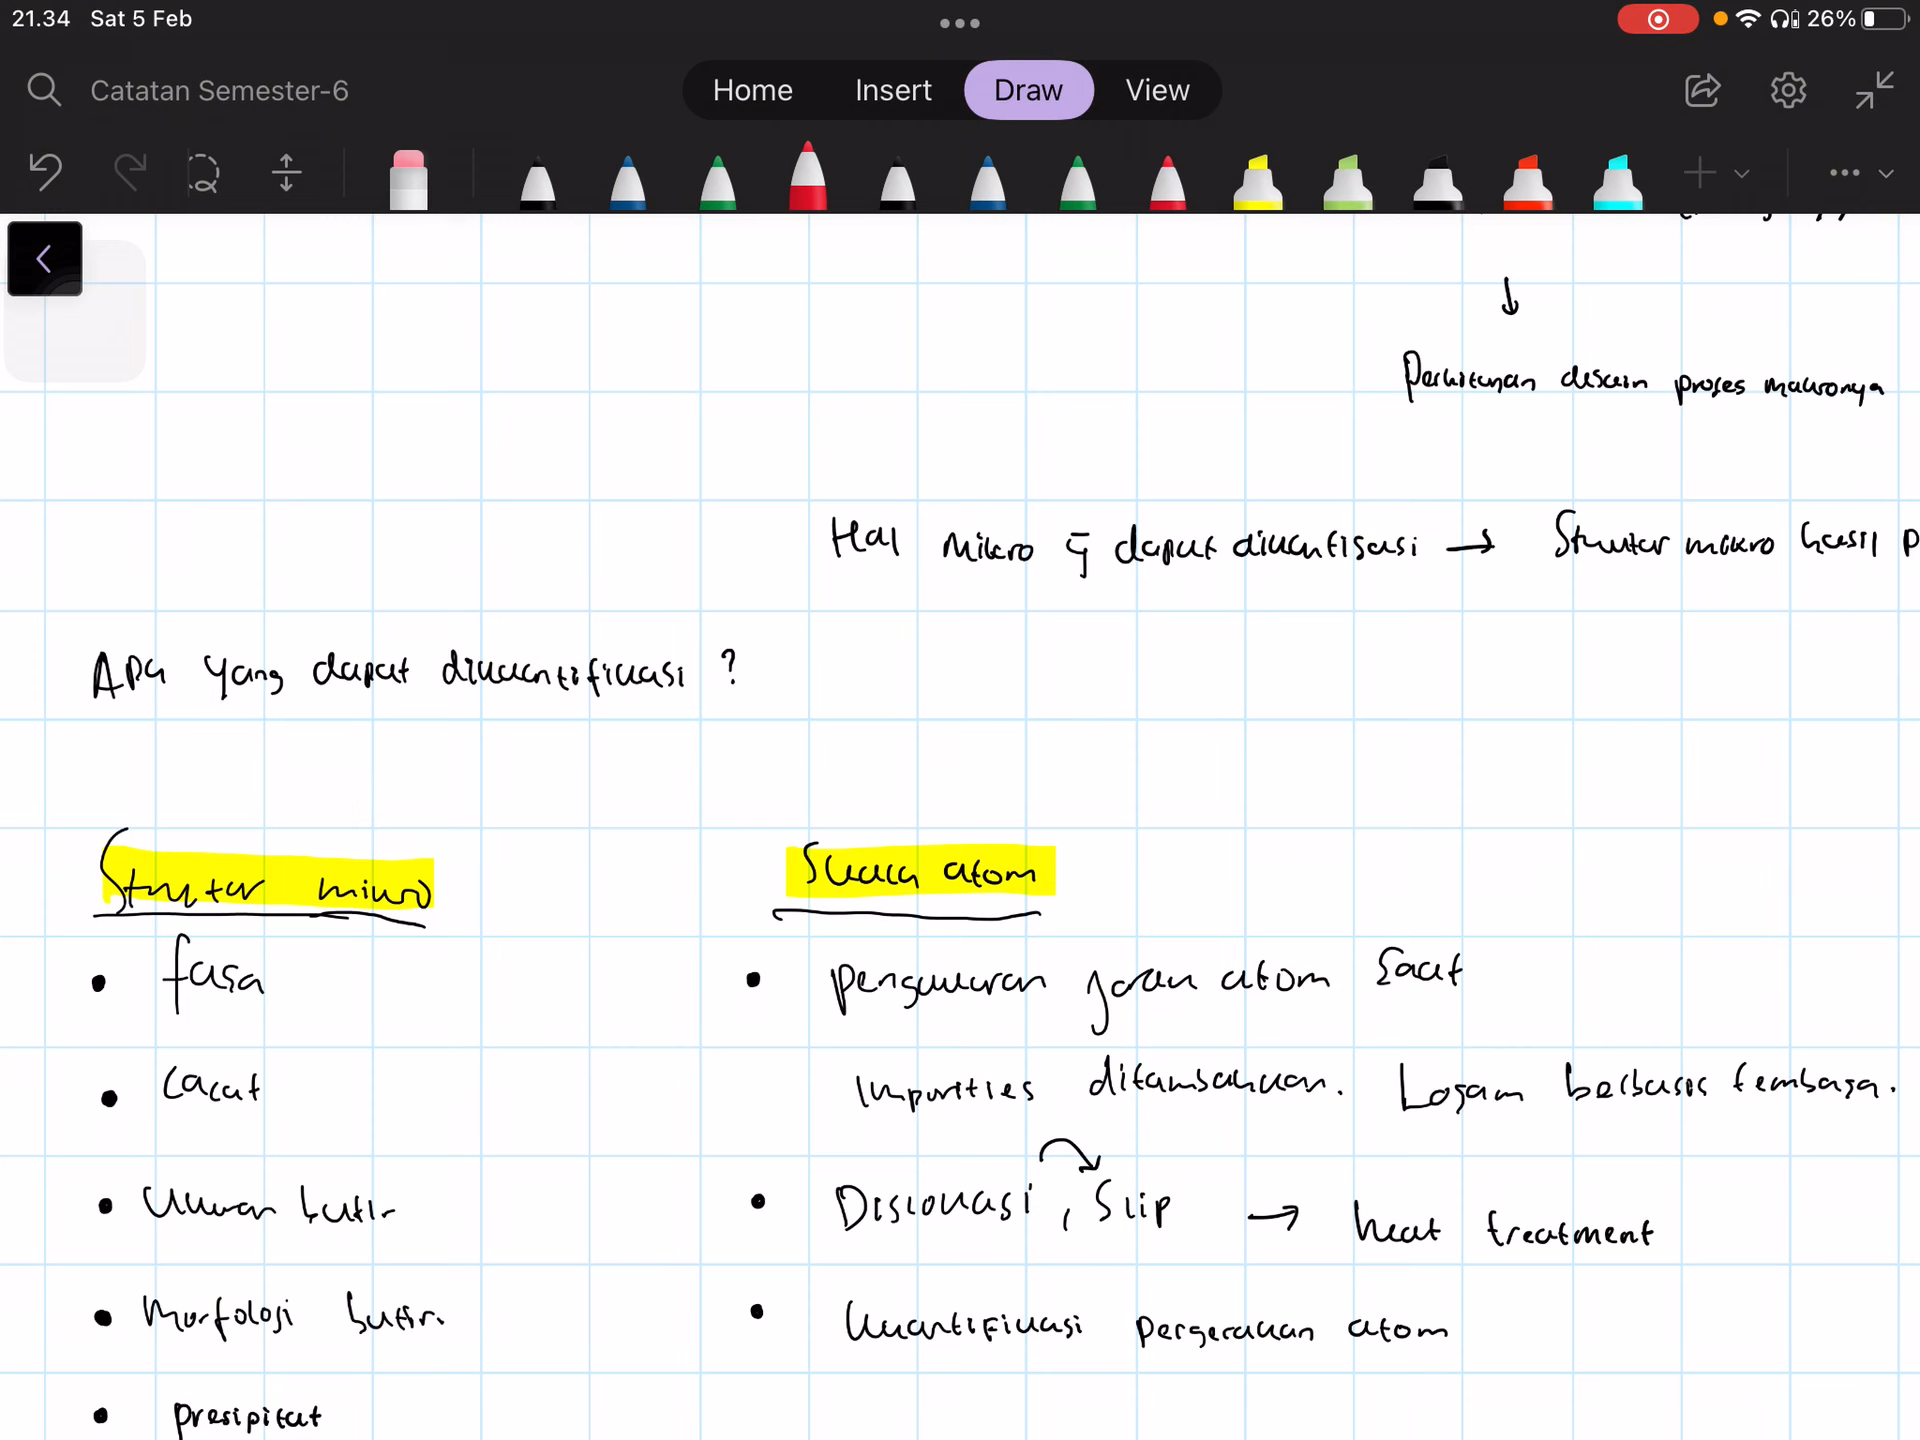 21.34 Sat 5 Feb
26%
Catatan Semester-6
Home Insert Draw View
Perhitungan desain proses makronya
Hal mikro yg dapat dikuantisasi → Struktur makro hasil p
Apa yang dapat dikuantifikasi ?
Struktur mikro
Skala atom
• fasa
• Pengukuran jarak atom saat
• Cacat
Impurities ditambahkan. Logam berbasis tembaga.
• Ukuran butir
• Dislokasi, Slip → heat treatment
• Morfologi butir.
• Kuantifikasi pergerakan atom
• presipitat